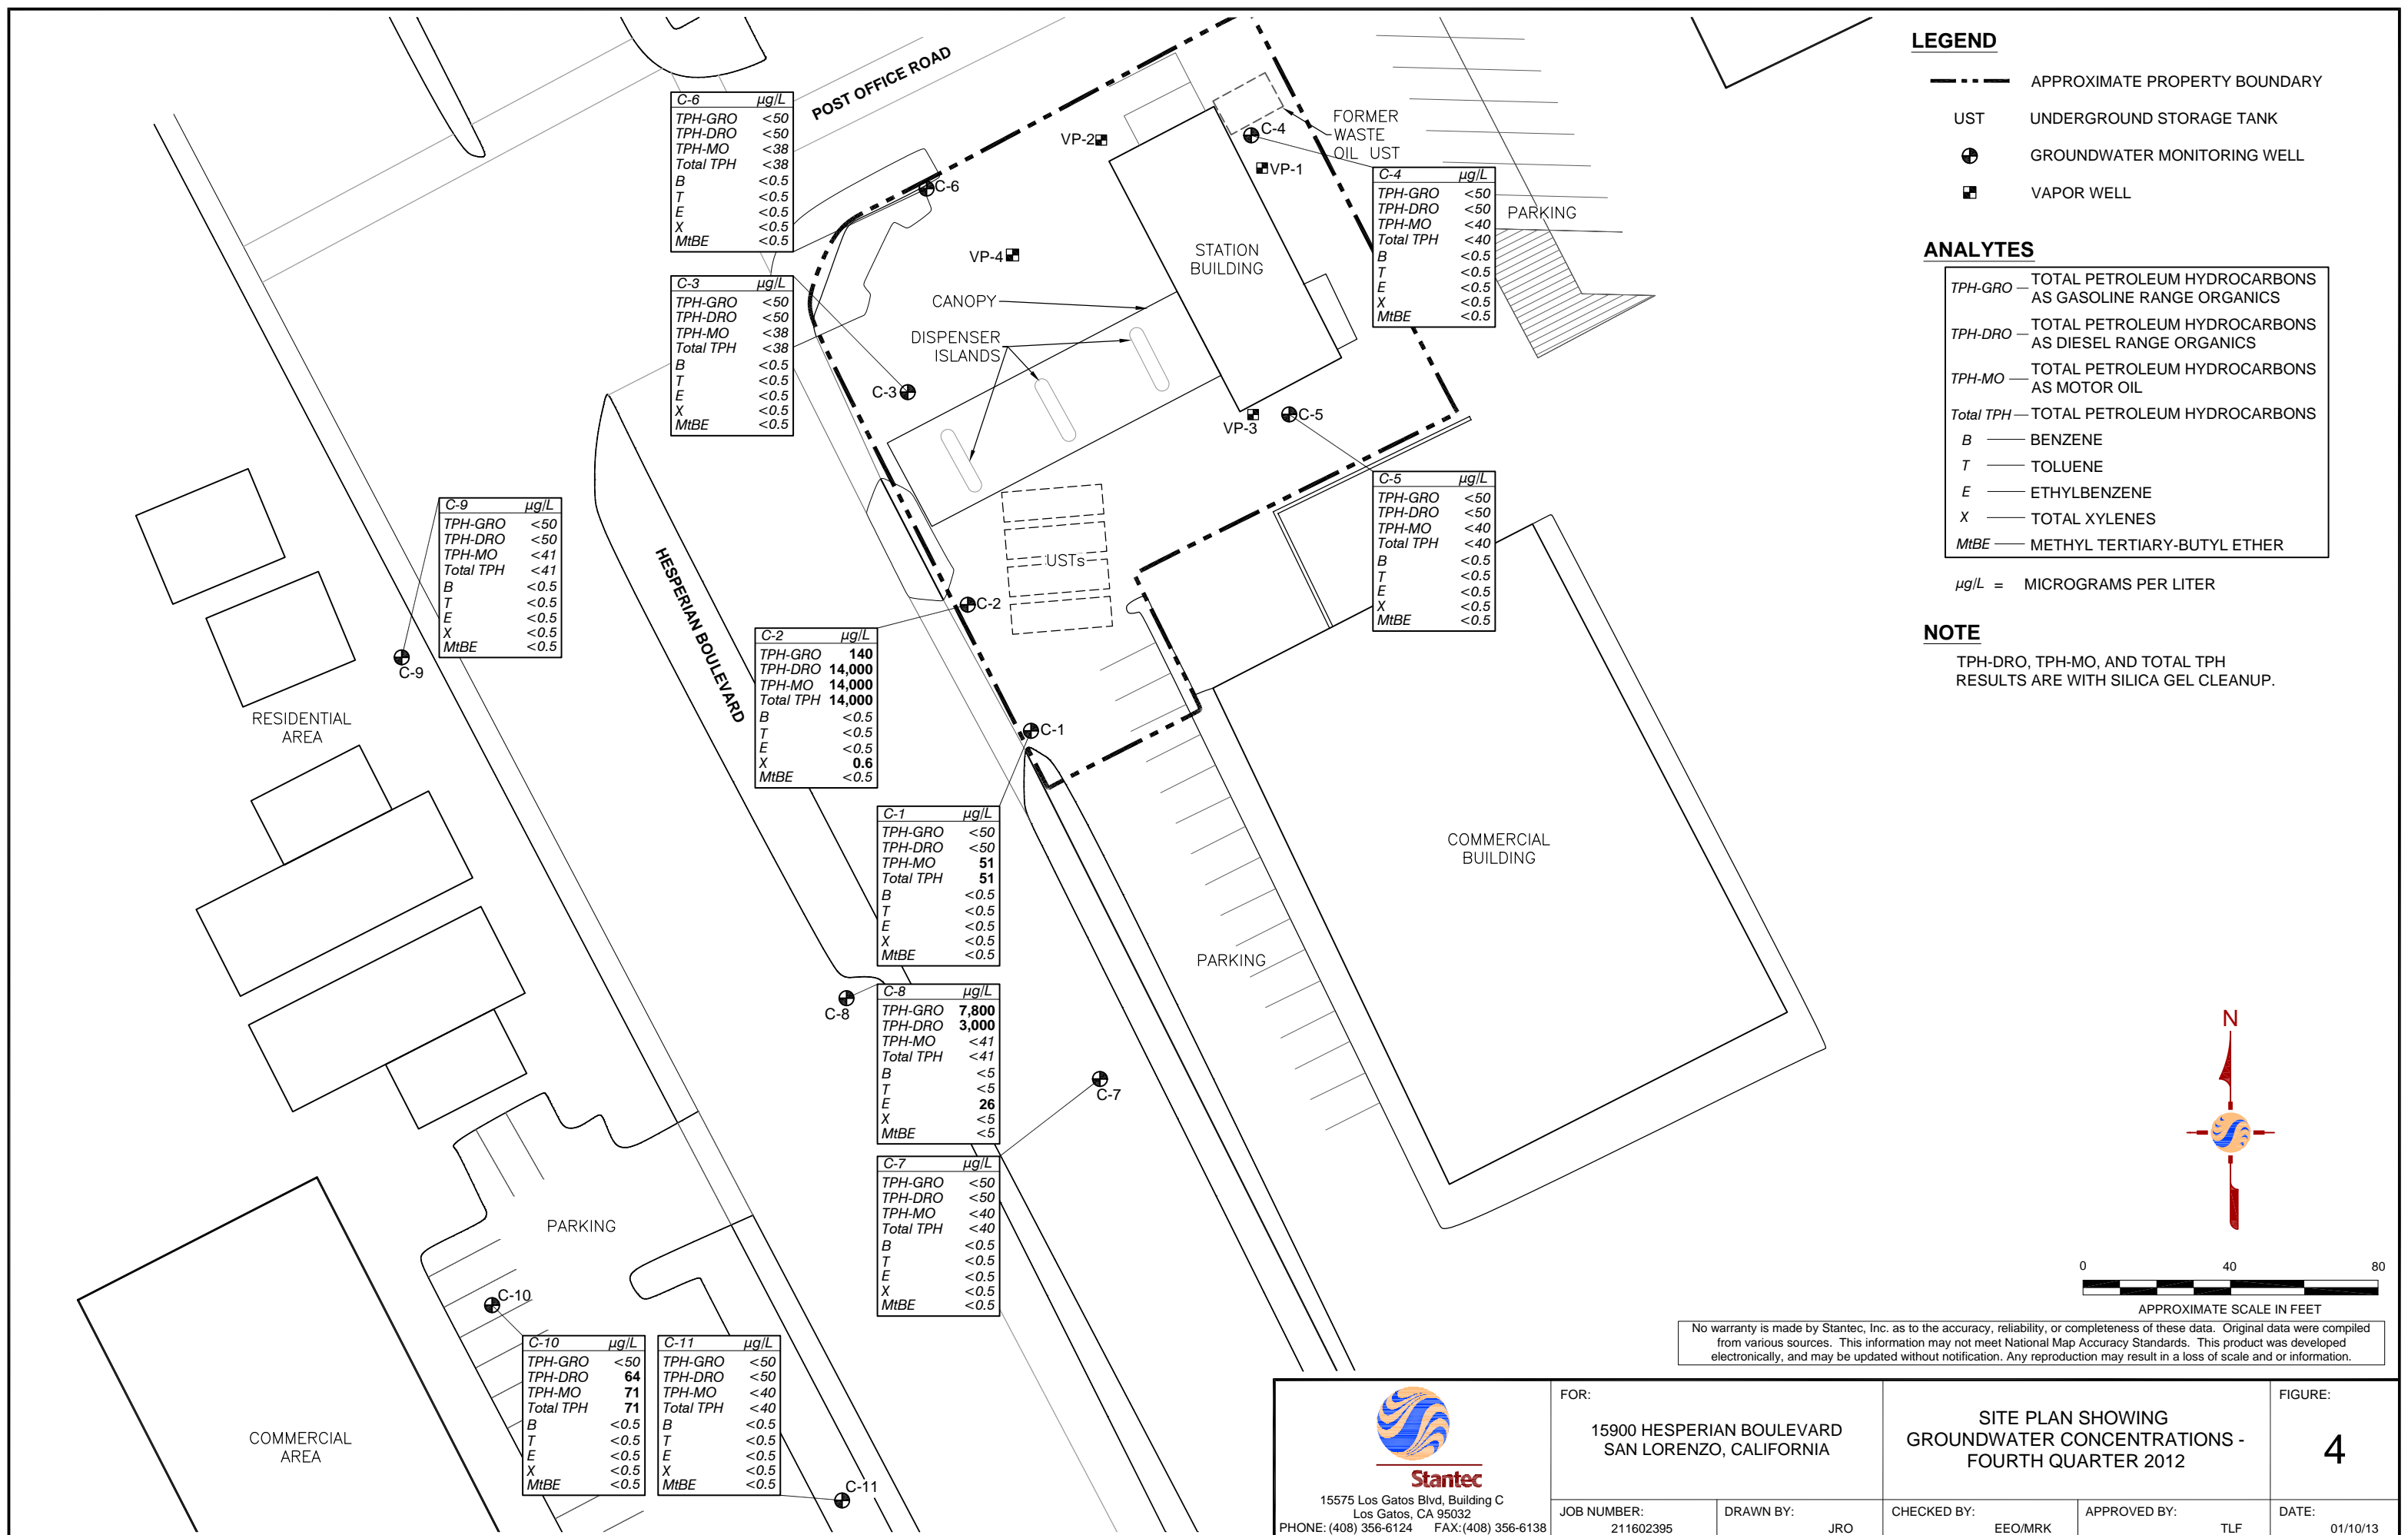 POST OFFICE ROAD
C-6 µg/L
TPH-GRO <50
TPH-DRO <50
TPH-MO <38
Total TPH <38
B <0.5
T <0.5
E <0.5
X <0.5
MtBE <0.5
C-3 µg/L
TPH-GRO <50
TPH-DRO <50
TPH-MO <38
Total TPH <38
B <0.5
T <0.5
E <0.5
X <0.5
MtBE <0.5
C-6
VP-2
C-4
VP-1
FORMER
WASTE
OIL UST
C-4 µg/L
TPH-GRO <50
TPH-DRO <50
TPH-MO <40
Total TPH <40
B <0.5
T <0.5
E <0.5
X <0.5
MtBE <0.5
PARKING
STATION
BUILDING
VP-4
CANOPY
DISPENSER
ISLANDS
C-3
C-5
VP-3
C-5 µg/L
TPH-GRO <50
TPH-DRO <50
TPH-MO <40
Total TPH <40
B <0.5
T <0.5
E <0.5
X <0.5
MtBE <0.5
C-9 µg/L
TPH-GRO <50
TPH-DRO <50
TPH-MO <41
Total TPH <41
B <0.5
T <0.5
E <0.5
X <0.5
MtBE <0.5
C-9
RESIDENTIAL
AREA
HESPERIAN BOULEVARD
USTs
C-2
C-2 µg/L
TPH-GRO 140
TPH-DRO 14,000
TPH-MO 14,000
Total TPH 14,000
B <0.5
T <0.5
E <0.5
X 0.6
MtBE <0.5
C-1
C-1 µg/L
TPH-GRO <50
TPH-DRO <50
TPH-MO 51
Total TPH 51
B <0.5
T <0.5
E <0.5
X <0.5
MtBE <0.5
COMMERCIAL
BUILDING
PARKING
C-8
C-8 µg/L
TPH-GRO 7,800
TPH-DRO 3,000
TPH-MO <41
Total TPH <41
B <5
T <5
E 26
X <5
MtBE <5
C-7
C-7 µg/L
TPH-GRO <50
TPH-DRO <50
TPH-MO <40
Total TPH <40
B <0.5
T <0.5
E <0.5
X <0.5
MtBE <0.5
PARKING
C-10
C-10 µg/L
TPH-GRO <50
TPH-DRO 64
TPH-MO 71
Total TPH 71
B <0.5
T <0.5
E <0.5
X <0.5
MtBE <0.5
C-11 µg/L
TPH-GRO <50
TPH-DRO <50
TPH-MO <40
Total TPH <40
B <0.5
T <0.5
E <0.5
X <0.5
MtBE <0.5
C-11
COMMERCIAL
AREA
LEGEND
APPROXIMATE PROPERTY BOUNDARY
UST UNDERGROUND STORAGE TANK
GROUNDWATER MONITORING WELL
VAPOR WELL
ANALYTES
TPH-GRO — TOTAL PETROLEUM HYDROCARBONS
AS GASOLINE RANGE ORGANICS
TPH-DRO — TOTAL PETROLEUM HYDROCARBONS
AS DIESEL RANGE ORGANICS
TPH-MO — TOTAL PETROLEUM HYDROCARBONS
AS MOTOR OIL
Total TPH — TOTAL PETROLEUM HYDROCARBONS
B — BENZENE
T — TOLUENE
E — ETHYLBENZENE
X — TOTAL XYLENES
MtBE — METHYL TERTIARY-BUTYL ETHER
µg/L = MICROGRAMS PER LITER
NOTE
TPH-DRO, TPH-MO, AND TOTAL TPH
RESULTS ARE WITH SILICA GEL CLEANUP.
N
0 40 80
APPROXIMATE SCALE IN FEET
No warranty is made by Stantec, Inc. as to the accuracy, reliability, or completeness of these data. Original data were compiled
from various sources. This information may not meet National Map Accuracy Standards. This product was developed
electronically, and may be updated without notification. Any reproduction may result in a loss of scale and or information.
Stantec
15575 Los Gatos Blvd, Building C
Los Gatos, CA 95032
PHONE: (408) 356-6124 FAX:(408) 356-6138
FOR:
15900 HESPERIAN BOULEVARD
SAN LORENZO, CALIFORNIA
SITE PLAN SHOWING
GROUNDWATER CONCENTRATIONS -
FOURTH QUARTER 2012
FIGURE:
4
JOB NUMBER:
211602395
DRAWN BY:
JRO
CHECKED BY:
EEO/MRK
APPROVED BY:
TLF
DATE:
01/10/13